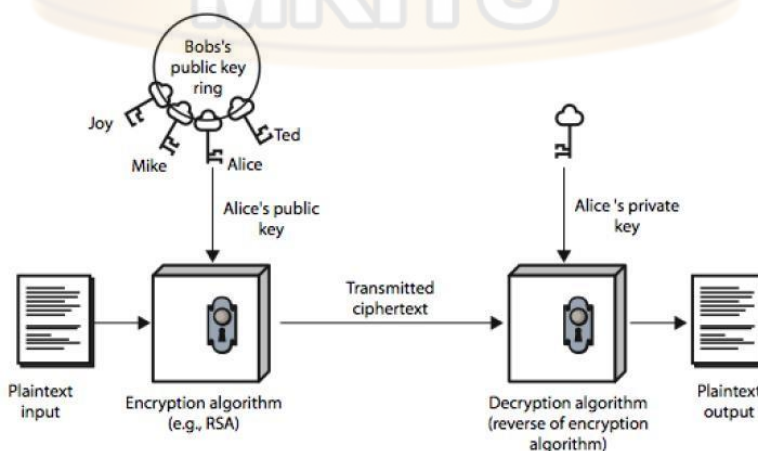 MRITS
Bobs's
public key
ring
Joy
Mike
Alice
Ted
Alice's public
key
Alice 's private
key
Transmitted
ciphertext
Plaintext
input
Encryption algorithm
(e.g., RSA)
Decryption algorithm
(reverse of encryption
algorithm)
Plaintext
output